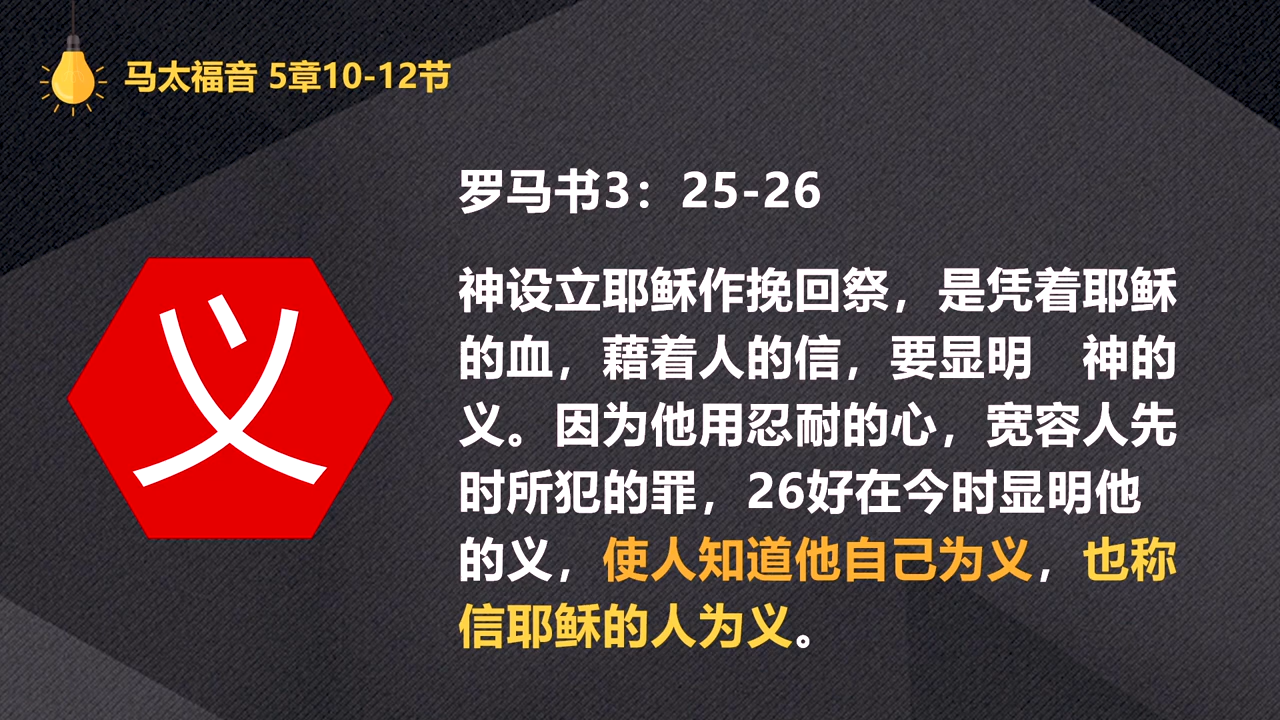 马太福音 5章10-12节
罗马书3：25-26
义
神设立耶稣作挽回祭，是凭着耶稣
的血，藉着人的信，要显明　神的
义。因为他用忍耐的心，宽容人先
时所犯的罪，26好在今时显明他
的义，使人知道他自己为义，也称
信耶稣的人为义。